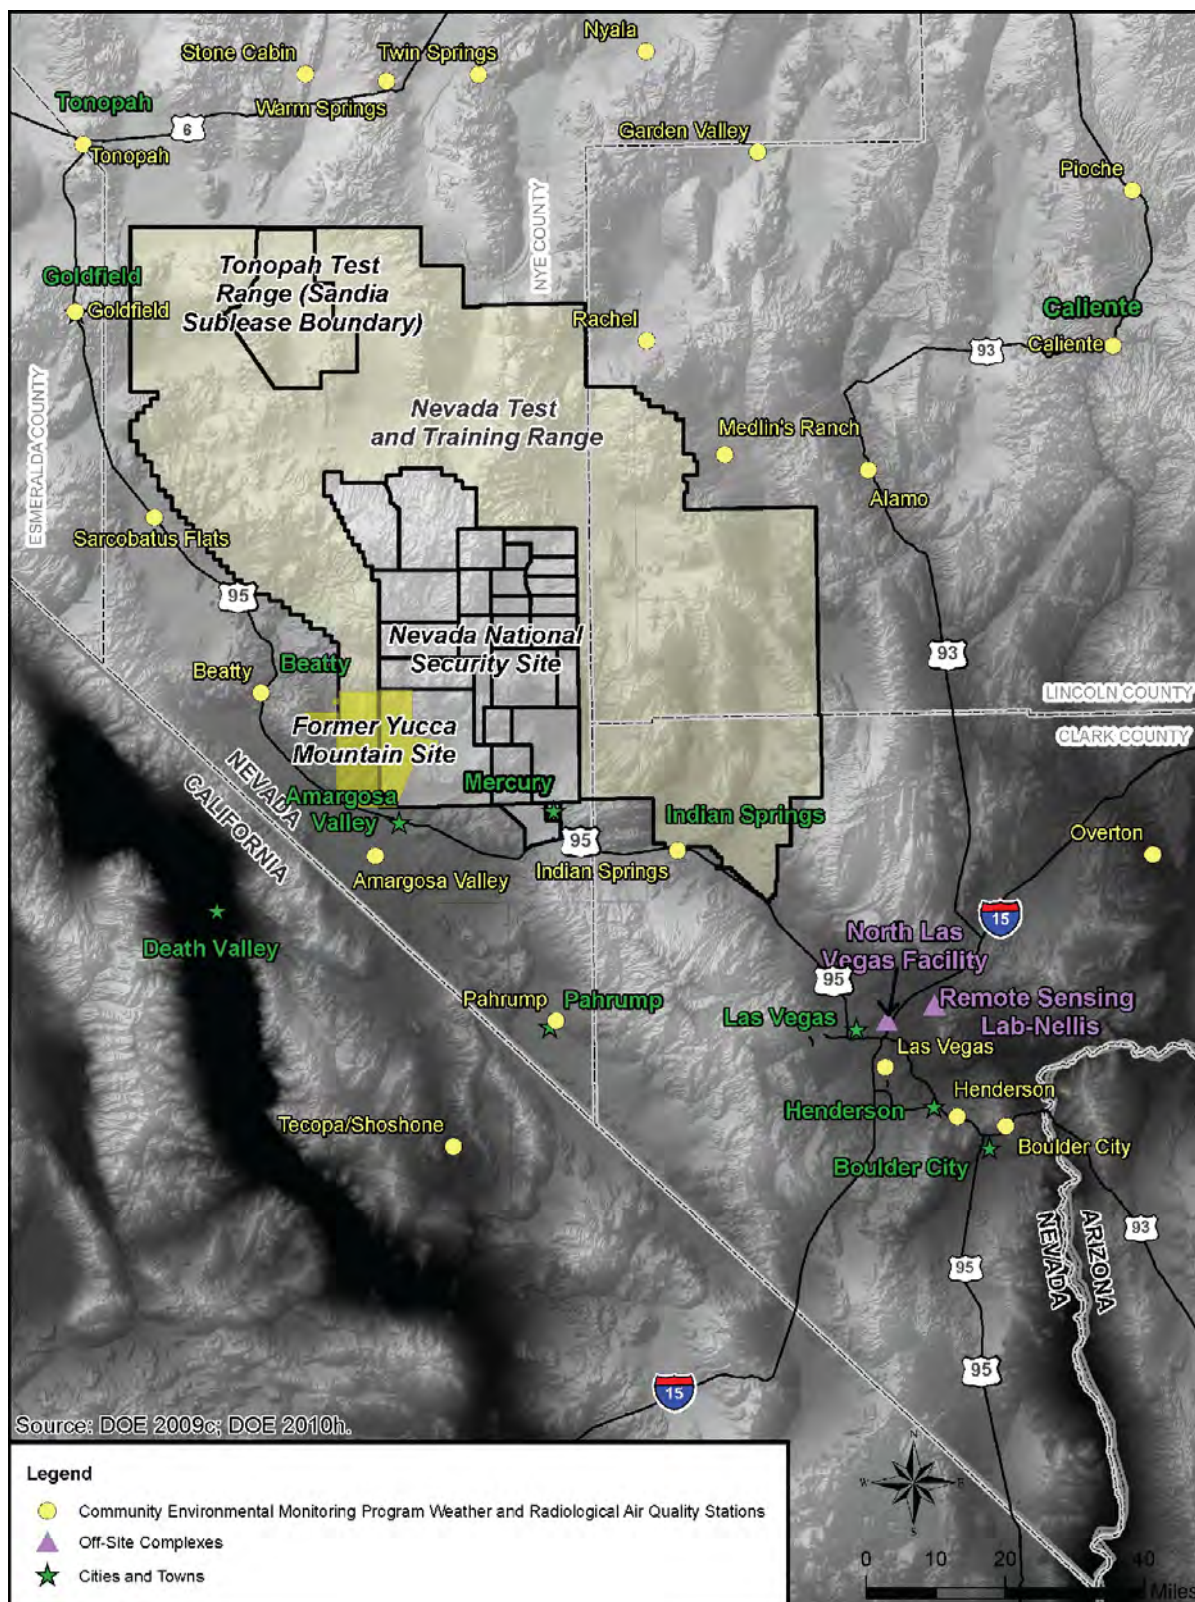 Nyala
Stone Cabin
Twin Springs
Tonopah
Warm Springs
6
Garden Valley
Tonopah
Pioche
NYE COUNTY
Tonopah Test
Range (Sandia
Sublease Boundary)
Goldfield
Goldfield
Rachel
Caliente
Caliente
93
ESMERALDA COUNTY
Nevada Test
and Training Range
Medlin's Ranch
Alamo
Sarcobatus Flats
95
Nevada National
Security Site
Beatty
Beatty
93
LINCOLN COUNTY
CLARK COUNTY
Former Yucca
Mountain Site
NEVADA
CALIFORNIA
Mercury
Amargosa
Valley
Indian Springs
95
Overton
Amargosa Valley
Indian Springs
15
Death Valley
North Las
Vegas Facility
95
Pahrump
Pahrump
Las Vegas
Remote Sensing
Lab-Nellis
Las Vegas
Henderson
Henderson
Tecopa/Shoshone
Boulder City
Boulder City
ARIZONA
NEVADA
93
95
95
15
Source: DOE 2009c; DOE 2010h.
Legend
Community Environmental Monitoring Program Weather and Radiological Air Quality Stations
Off-Site Complexes
Cities and Towns
N
W
E
S
0 10 20 40
Miles